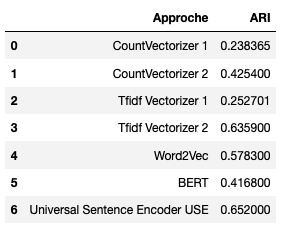 Approche ARI
0 CountVectorizer 1 0.238365
1 CountVectorizer 2 0.425400
2 Tfidf Vectorizer 1 0.252701
3 Tfidf Vectorizer 2 0.635900
4 Word2Vec 0.578300
5 BERT 0.416800
6 Universal Sentence Encoder USE 0.652000